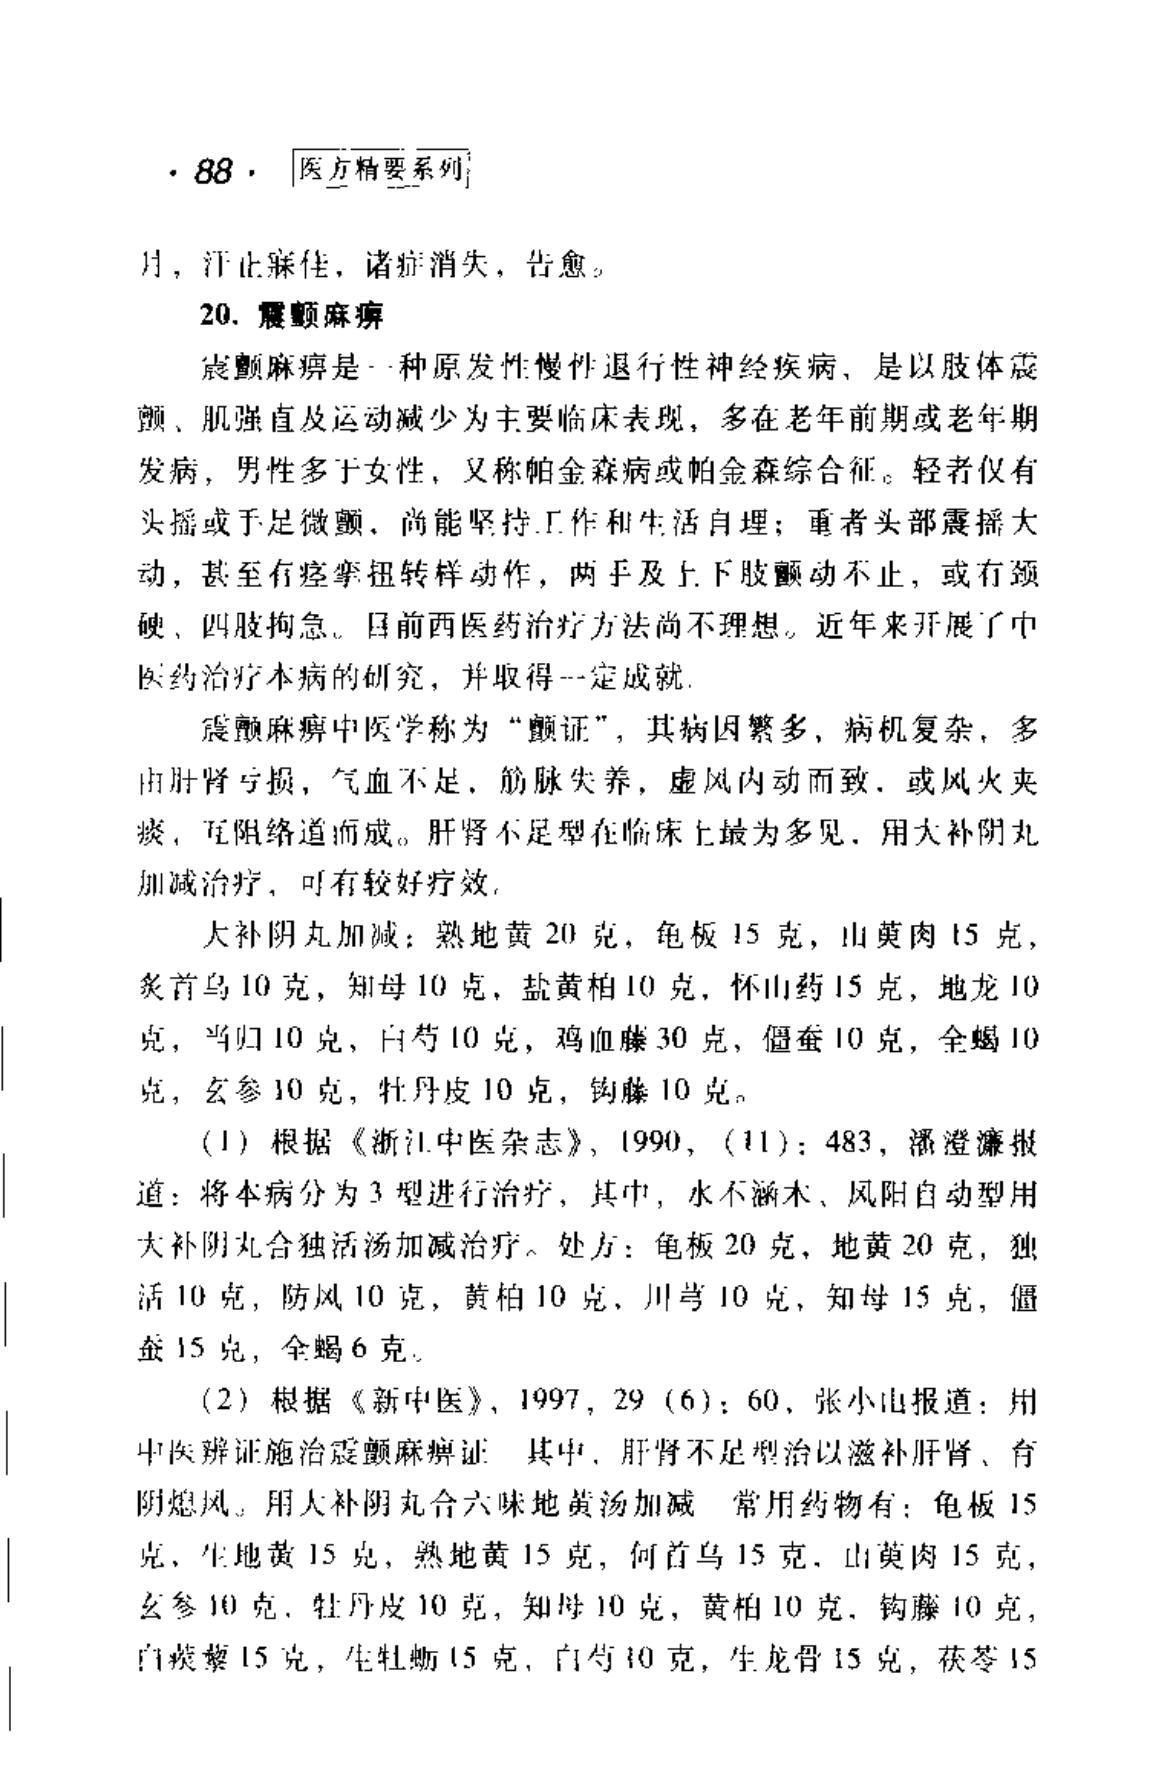 ·88· 医方精要系列
月，汗止寐佳，诸症消失，告愈。
20. 震颤麻痹
震颤麻痹是一种原发性慢性退行性神经疾病，是以肢体震
颤、肌强直及运动减少为主要临床表现，多在老年前期或老年期
发病，男性多于女性，又称帕金森病或帕金森综合征。轻者仅有
头摇或手足微颤，尚能坚持工作和生活自理；重者头部震摇大
动，甚至有痉挛扭转样动作，两手及上下肢颤动不止，或有颈
硬、四肢拘急。目前西医药治疗方法尚不理想。近年来开展了中
医药治疗本病的研究，并取得一定成就。
震颤麻痹中医学称为“颤证”，其病因繁多，病机复杂，多
由肝肾亏损，气血不足，筋脉失养，虚风内动而致，或风火夹
痰，互阻络道而成。肝肾不足型在临床上最为多见，用大补阴丸
加减治疗，可有较好疗效。
大补阴丸加减：熟地黄 20 克，龟板 15 克，山萸肉 15 克，
炙首乌 10 克，知母 10 克，盐黄柏 10 克，怀山药 15 克，地龙 10
克，当归 10 克，白芍 10 克，鸡血藤 30 克，僵蚕 10 克，全蝎 10
克，玄参 10 克，牡丹皮 10 克，钩藤 10 克。
（1）根据《浙江中医杂志》，1990，（11）：483，潘澄濂报
道：将本病分为 3 型进行治疗，其中，水不涵木、风阳自动型用
大补阴丸合独活汤加减治疗。处方：龟板 20 克，地黄 20 克，独
活 10 克，防风 10 克，黄柏 10 克，川芎 10 克，知母 15 克，僵
蚕 15 克，全蝎 6 克。
（2）根据《新中医》，1997，29（6）：60，张小山报道：用
中医辨证施治震颤麻痹证 其中，肝肾不足型治以滋补肝肾、育
阴熄风。用大补阴丸合六味地黄汤加减 常用药物有：龟板 15
克，生地黄 15 克，熟地黄 15 克，何首乌 15 克，山萸肉 15 克，
玄参 10 克，牡丹皮 10 克，知母 10 克，黄柏 10 克，钩藤 10 克，
白蒺藜 15 克，生牡蛎 15 克，白芍 10 克，生龙骨 15 克，茯苓 15